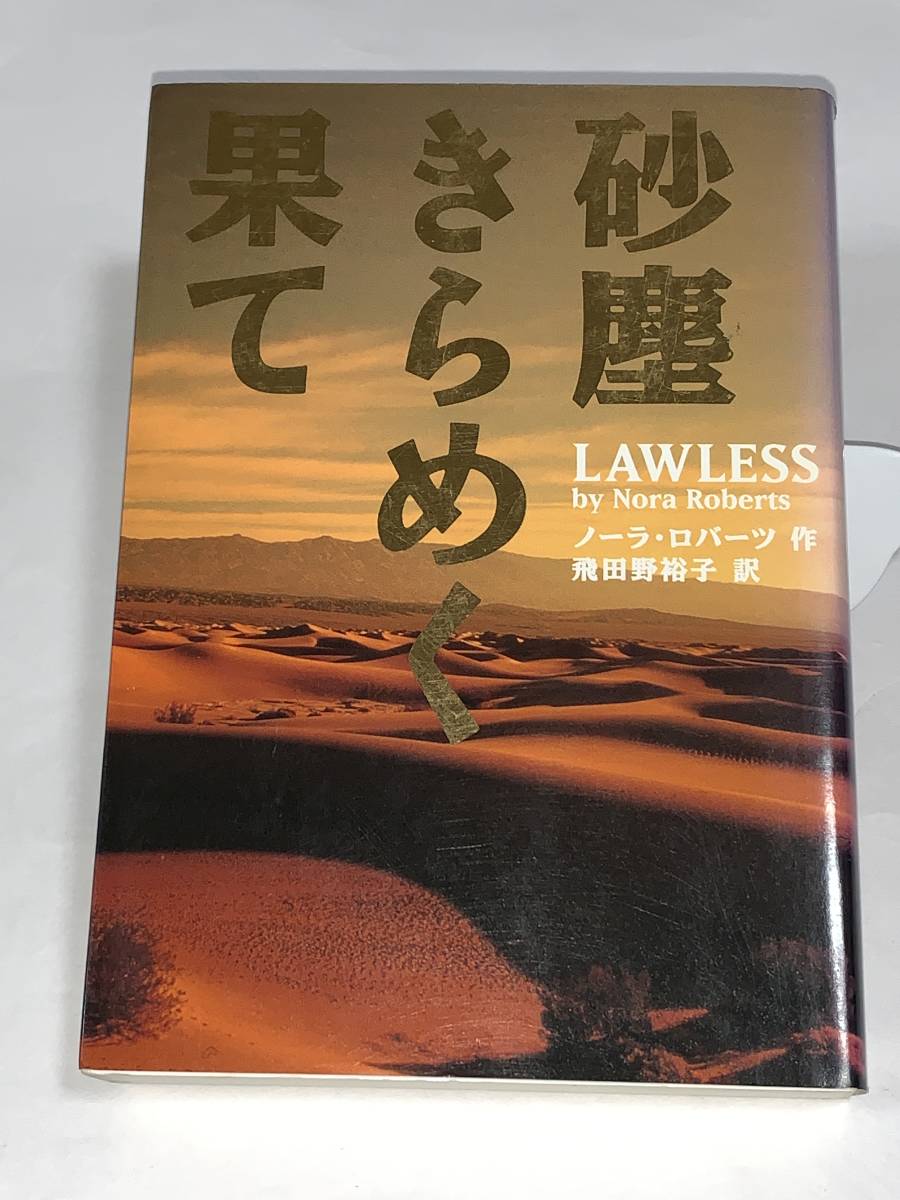 砂塵
きらめく
果て
LAWLESS
by Nora Roberts
ノーラ・ロバーツ 作
飛田野裕子 訳